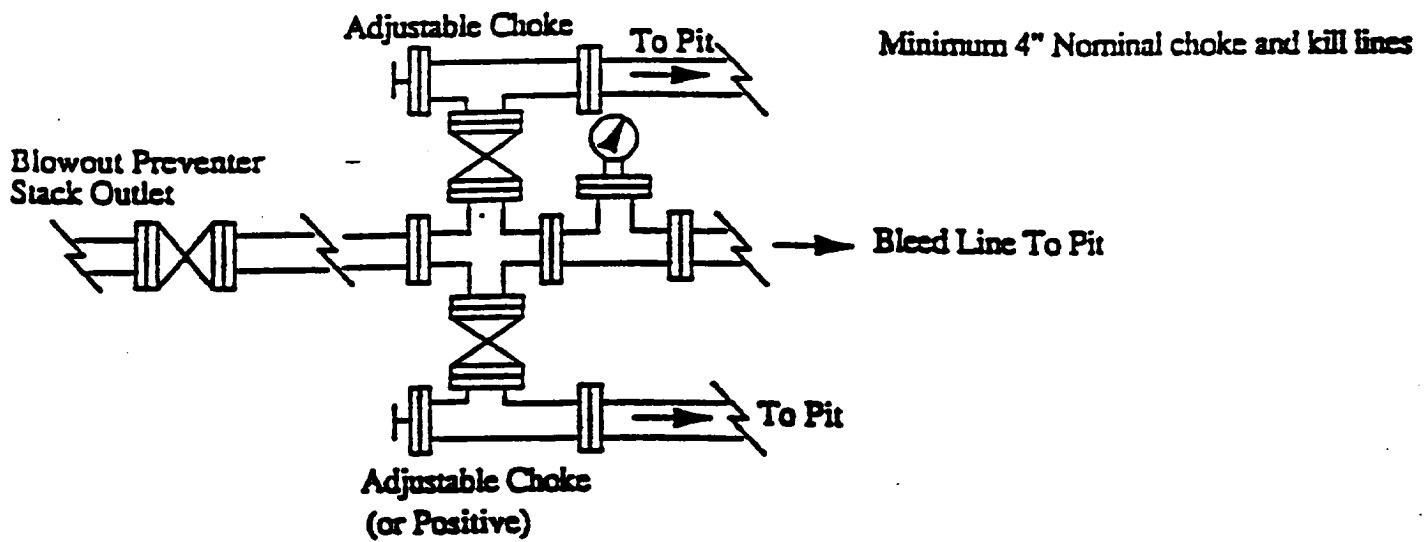 Adjustable Choke
To Pit
Minimum 4" Nominal choke and kill lines
Blowout Preventer
Stack Outlet
Bleed Line To Pit
To Pit
Adjustable Choke
(or Positive)